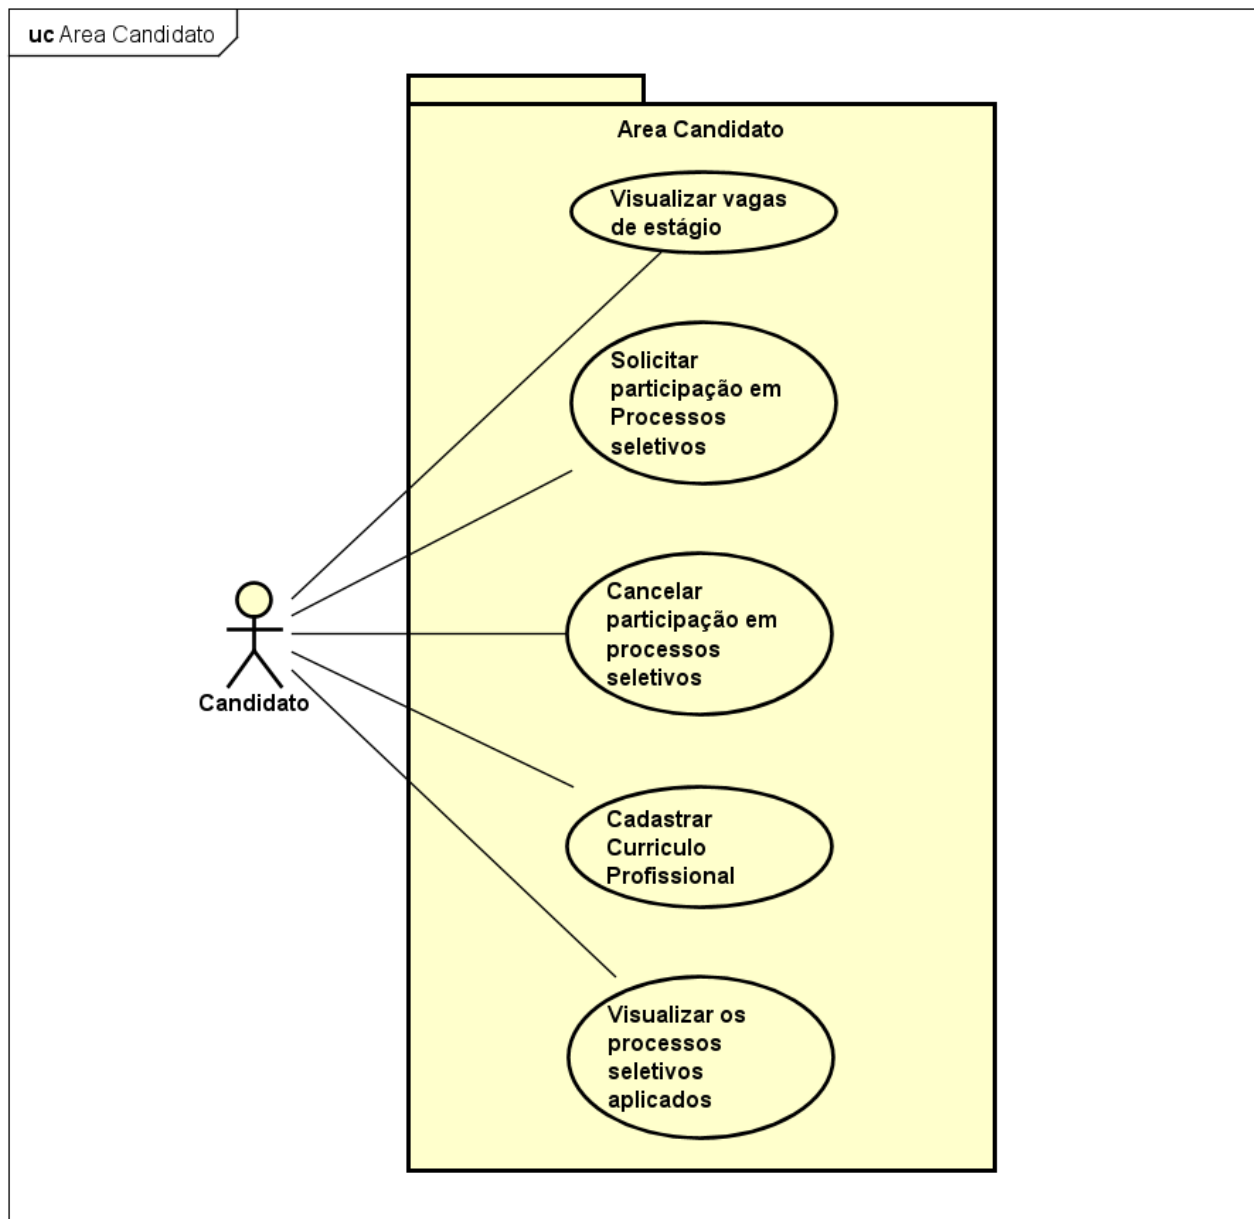 uc Area Candidato
Area Candidato
Visualizar vagas
de estágio
Solicitar
participação em
Processos
seletivos
Cancelar
participação em
processos
seletivos
Candidato
Cadastrar
Curriculo
Profissional
Visualizar os
processos
seletivos
aplicados